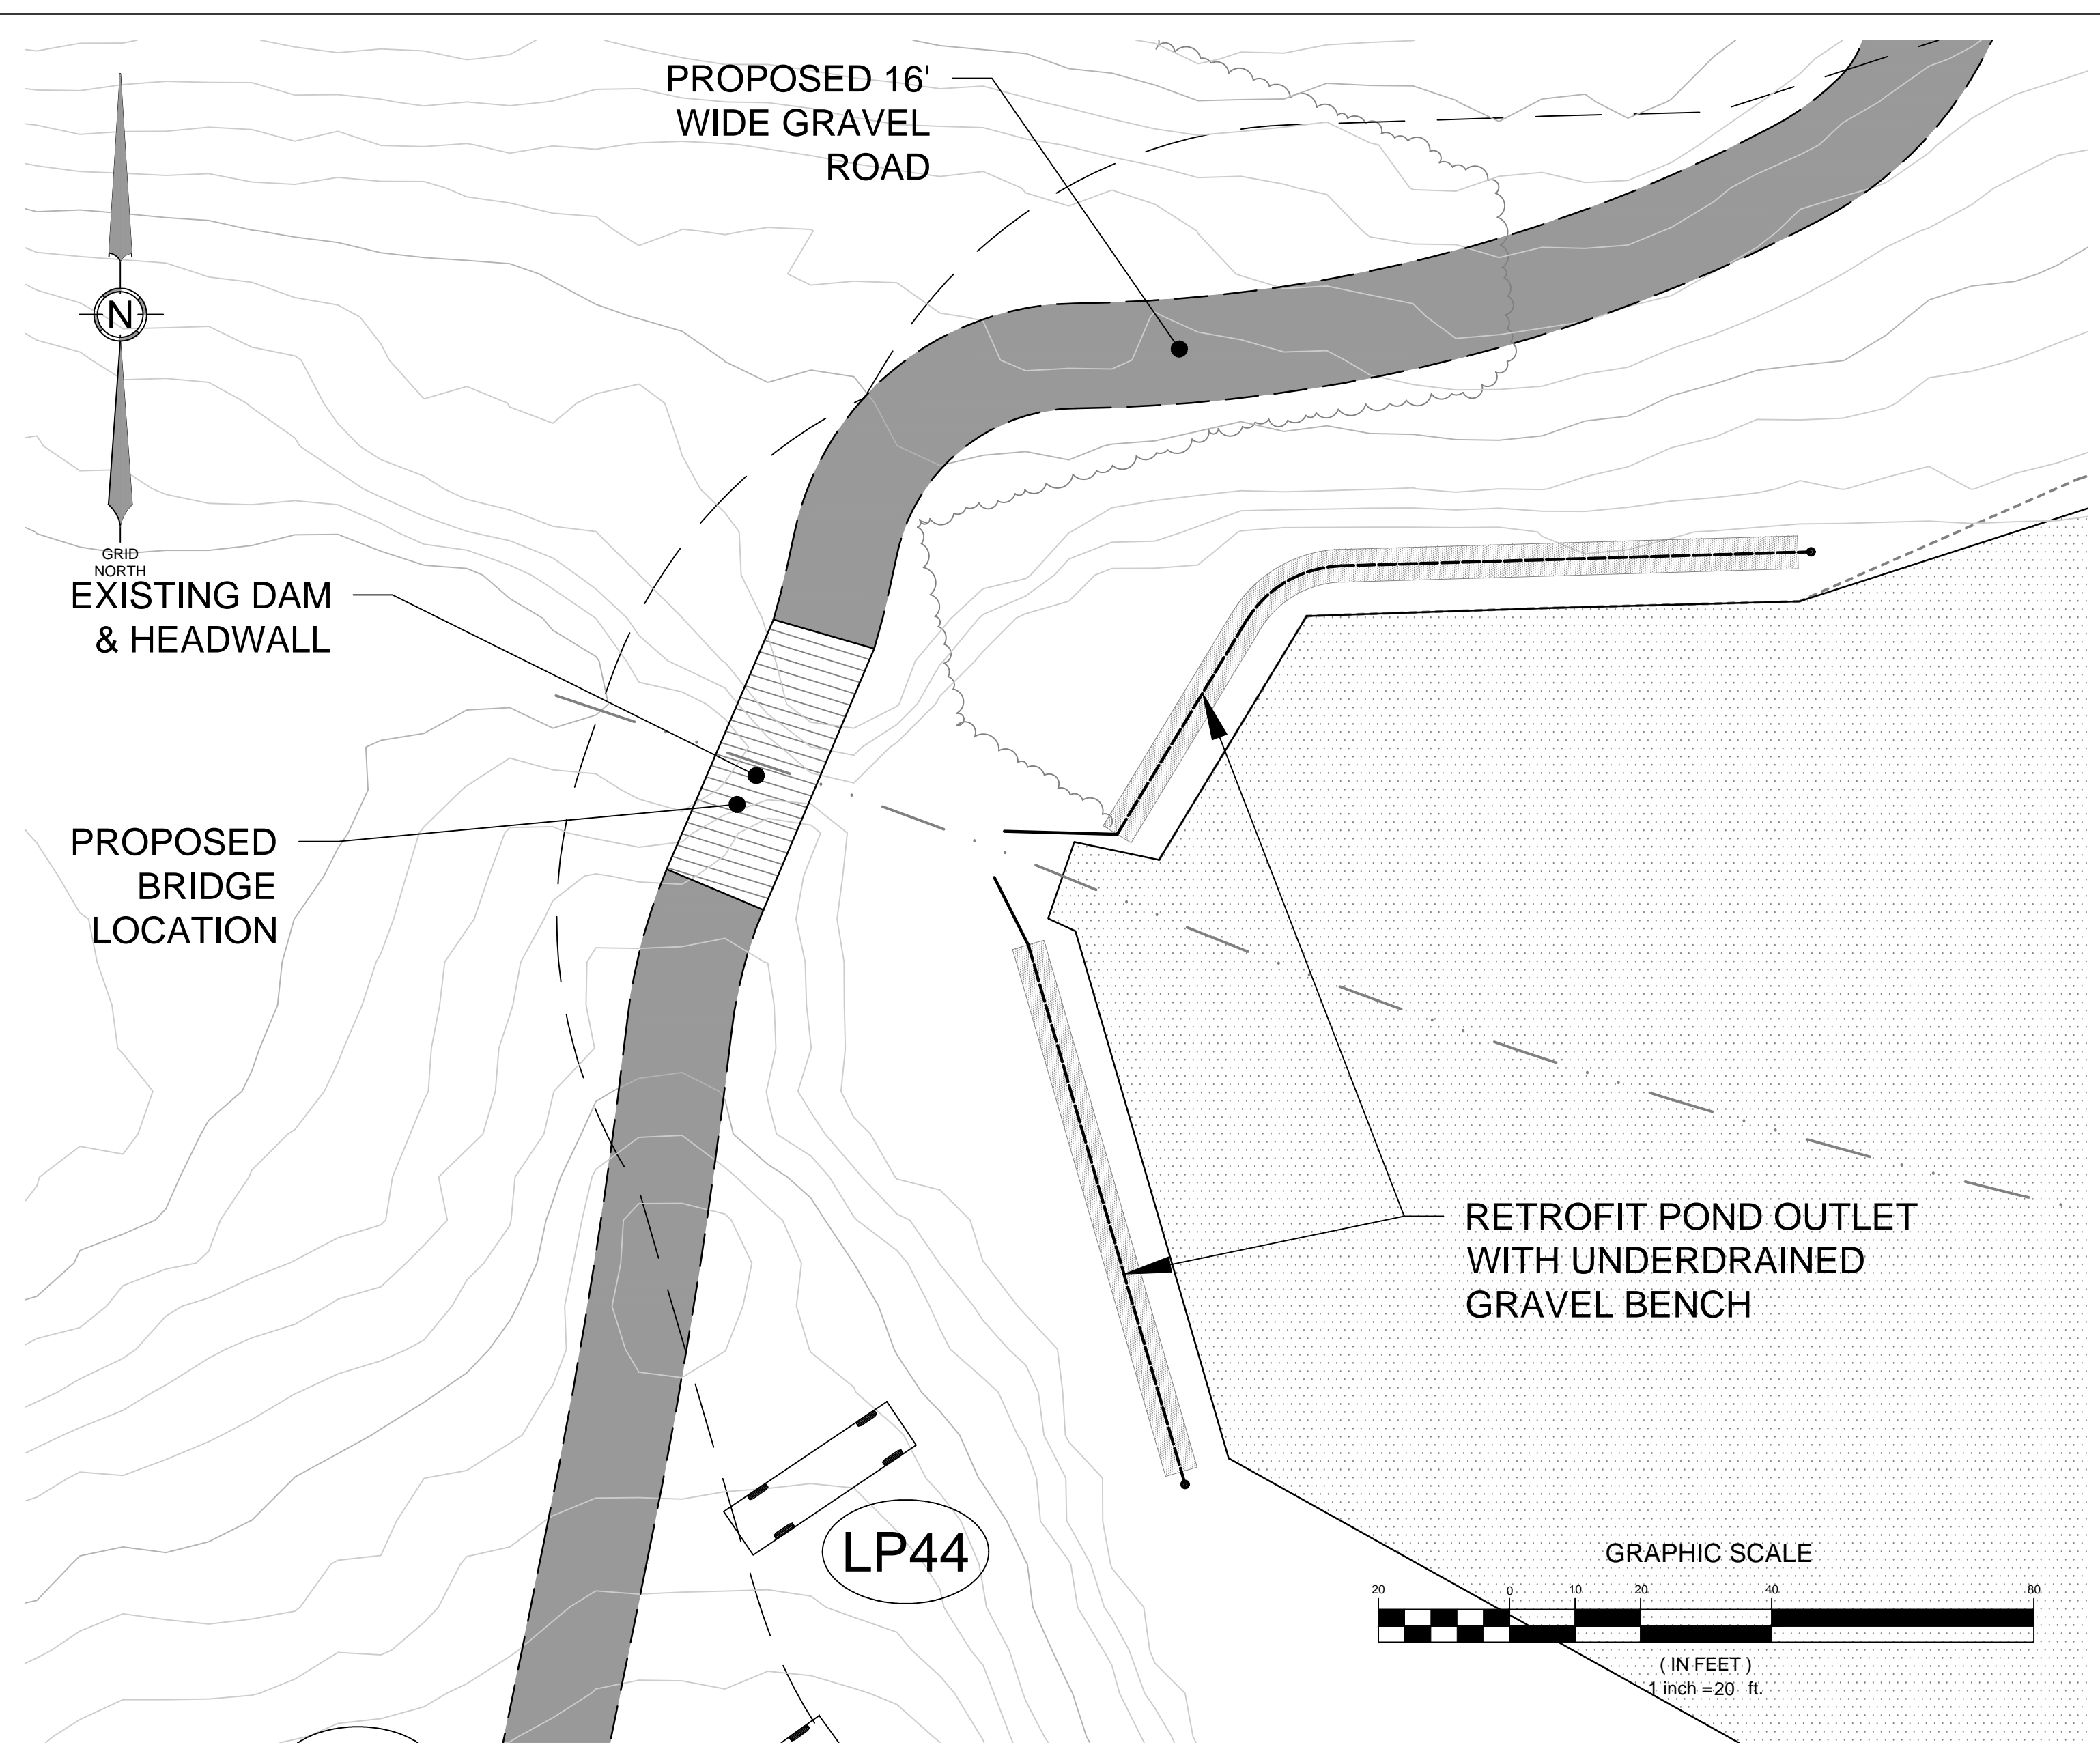 PROPOSED 16'
WIDE GRAVEL
ROAD
N
GRID
NORTH
EXISTING DAM
& HEADWALL
PROPOSED
BRIDGE
LOCATION
RETROFIT POND OUTLET
WITH UNDERDRAINED
GRAVEL BENCH
LP44
GRAPHIC SCALE
20 0 10 20 40 80
( IN FEET )
1 inch =20 ft.